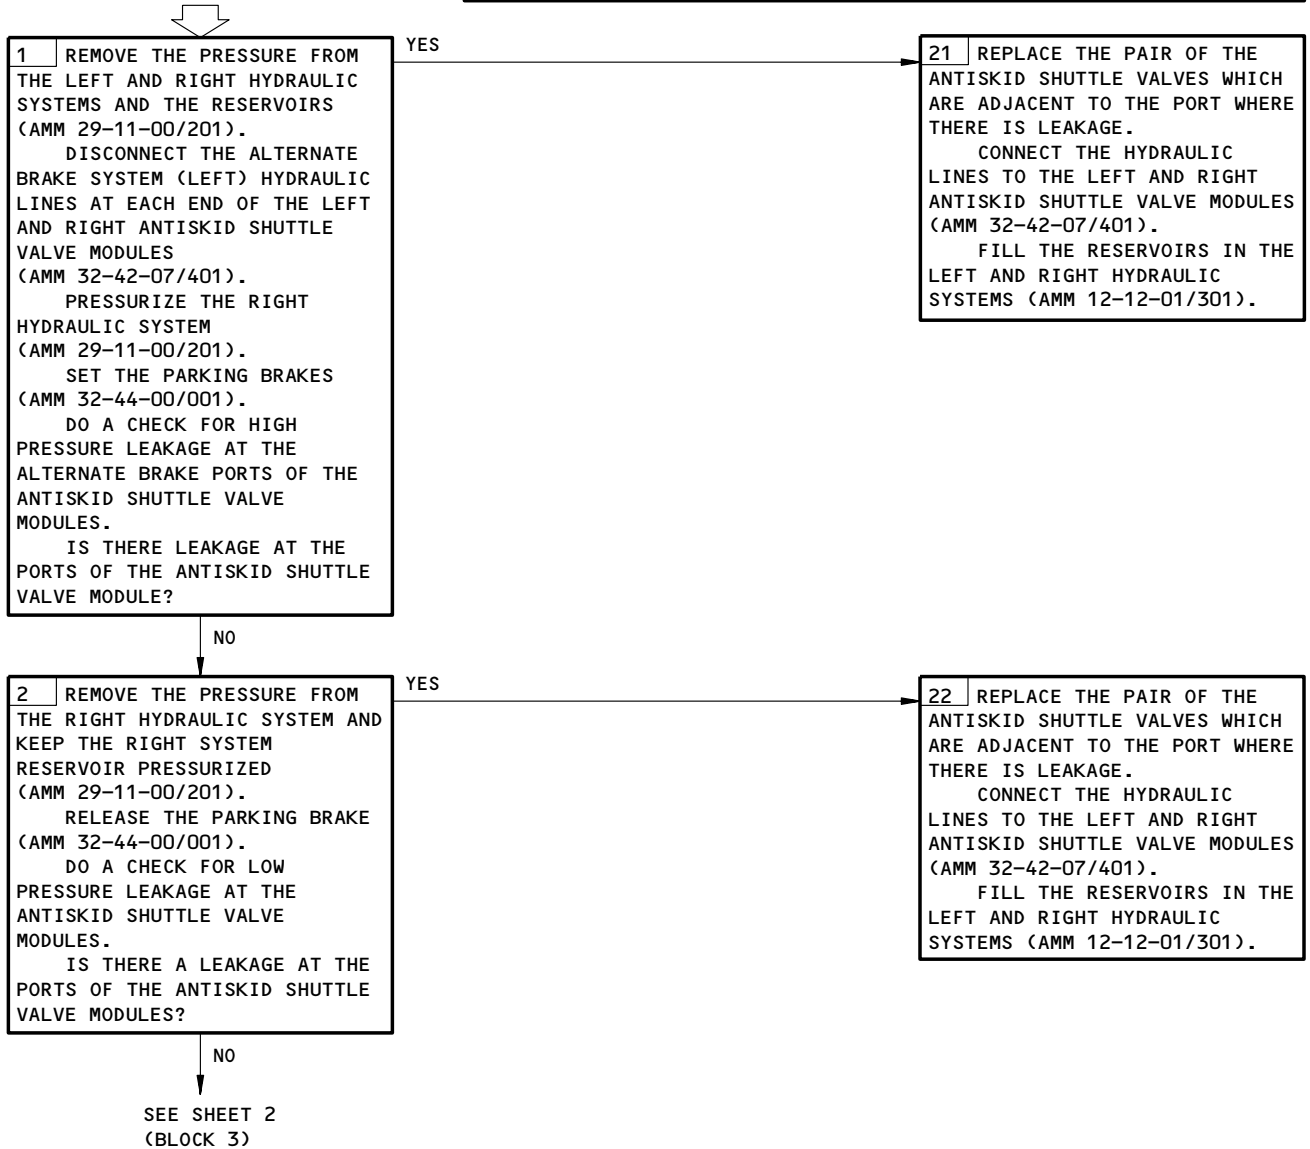 YES
1 REMOVE THE PRESSURE FROM
THE LEFT AND RIGHT HYDRAULIC
SYSTEMS AND THE RESERVOIRS
(AMM 29-11-00/201).
DISCONNECT THE ALTERNATE
BRAKE SYSTEM (LEFT) HYDRAULIC
LINES AT EACH END OF THE LEFT
AND RIGHT ANTISKID SHUTTLE
VALVE MODULES
(AMM 32-42-07/401).
PRESSURIZE THE RIGHT
HYDRAULIC SYSTEM
(AMM 29-11-00/201).
SET THE PARKING BRAKES
(AMM 32-44-00/001).
DO A CHECK FOR HIGH
PRESSURE LEAKAGE AT THE
ALTERNATE BRAKE PORTS OF THE
ANTISKID SHUTTLE VALVE
MODULES.
IS THERE LEAKAGE AT THE
PORTS OF THE ANTISKID SHUTTLE
VALVE MODULE?
21 REPLACE THE PAIR OF THE
ANTISKID SHUTTLE VALVES WHICH
ARE ADJACENT TO THE PORT WHERE
THERE IS LEAKAGE.
CONNECT THE HYDRAULIC
LINES TO THE LEFT AND RIGHT
ANTISKID SHUTTLE VALVE MODULES
(AMM 32-42-07/401).
FILL THE RESERVOIRS IN THE
LEFT AND RIGHT HYDRAULIC
SYSTEMS (AMM 12-12-01/301).
NO
YES
2 REMOVE THE PRESSURE FROM
THE RIGHT HYDRAULIC SYSTEM AND
KEEP THE RIGHT SYSTEM
RESERVOIR PRESSURIZED
(AMM 29-11-00/201).
RELEASE THE PARKING BRAKE
(AMM 32-44-00/001).
DO A CHECK FOR LOW
PRESSURE LEAKAGE AT THE
ANTISKID SHUTTLE VALVE
MODULES.
IS THERE A LEAKAGE AT THE
PORTS OF THE ANTISKID SHUTTLE
VALVE MODULES?
22 REPLACE THE PAIR OF THE
ANTISKID SHUTTLE VALVES WHICH
ARE ADJACENT TO THE PORT WHERE
THERE IS LEAKAGE.
CONNECT THE HYDRAULIC
LINES TO THE LEFT AND RIGHT
ANTISKID SHUTTLE VALVE MODULES
(AMM 32-42-07/401).
FILL THE RESERVOIRS IN THE
LEFT AND RIGHT HYDRAULIC
SYSTEMS (AMM 12-12-01/301).
NO
SEE SHEET 2
(BLOCK 3)